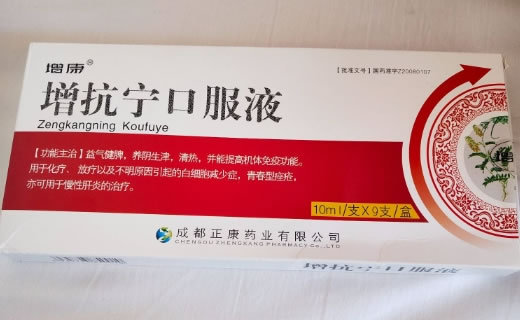 增康®
【批准文号】国药准字Z20080107
增抗宁口服液
Zengkangning Koufuye
【功能主治】益气健脾，养阴生津，清热，并能提高机体免疫功能。
用于化疗、放疗以及不明原因引起的白细胞减少症，青春型痤疮，
亦可用于慢性肝炎的治疗。
10ml/支X9支/盒
成都正康药业有限公司
CHENGDU ZHENGKANG PHARMACY Co.,LTD
增抗宁口服液